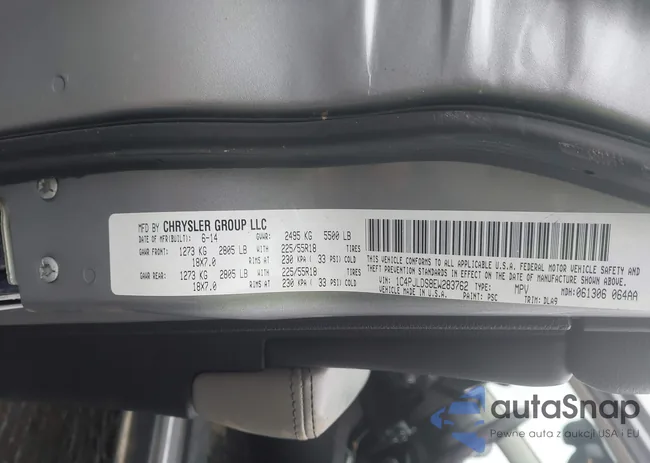 MFD BY CHRYSLER GROUP LLC
DATE OF MFR(BUILT): 6-14 GVWR: 2495 KG 5500 LB
GAWR FRONT: 1273 KG 2805 LB WITH 225/55R18 TIRES
18X7.0 RIMS AT 230 KPA( 33 PSI) COLD
GAWR REAR: 1273 KG 2805 LB WITH 225/55R18 TIRES
18X7.0 RIMS AT 230 KPA( 33 PSI) COLD
THIS VEHICLE CONFORMS TO ALL APPLICABLE U.S.A. FEDERAL MOTOR VEHICLE SAFETY AND
THEFT PREVENTION STANDARDS IN EFFECT ON THE DATE OF MANUFACTURE SHOWN ABOVE.
VIN: 1C4PJLDS8EW283762 TYPE: MPV MDH: 061306 064AA
MADE IN U.S.A. PAINT: PSC TRIM: DLA9
autaSnap
Pewne auta z aukcji USA i EU